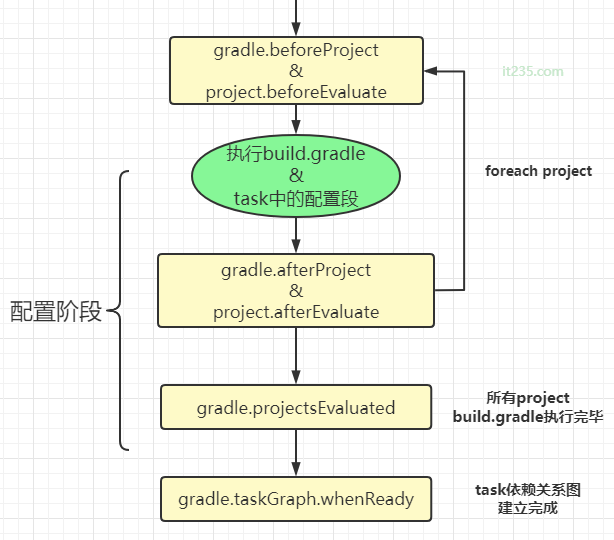 gradle.beforeProject
&
project.beforeEvaluate
it235.com
执行build.gradle
&
task中的配置段
foreach project
gradle.afterProject
&
project.afterEvaluate
配置阶段
gradle.projectsEvaluated
所有project
build.gradle执行完毕
gradle.taskGraph.whenReady
task依赖关系图
建立完成